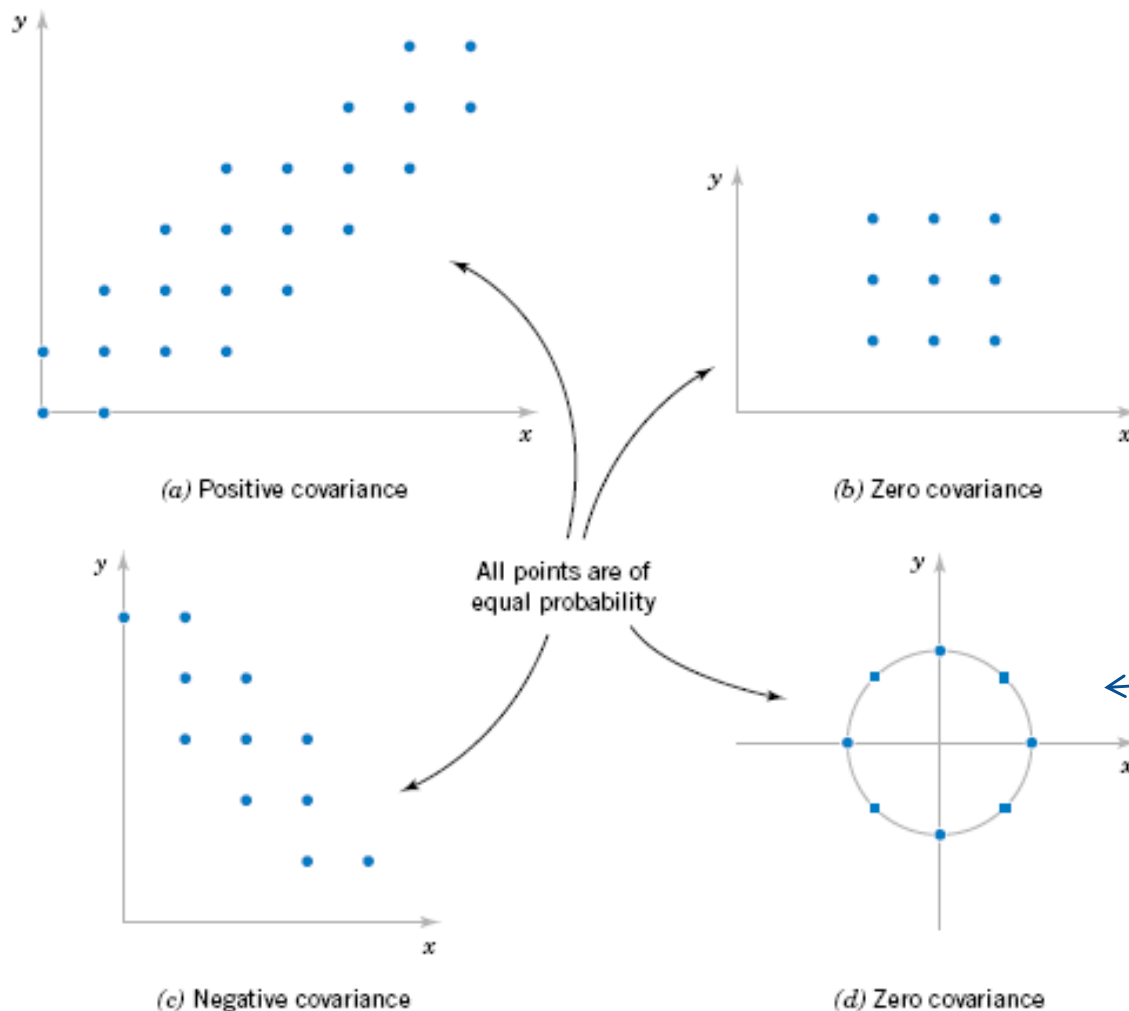 y
x
(a) Positive covariance
y
x
(b) Zero covariance
All points are of
equal probability
y
x
(c) Negative covariance
y
x
(d) Zero covariance